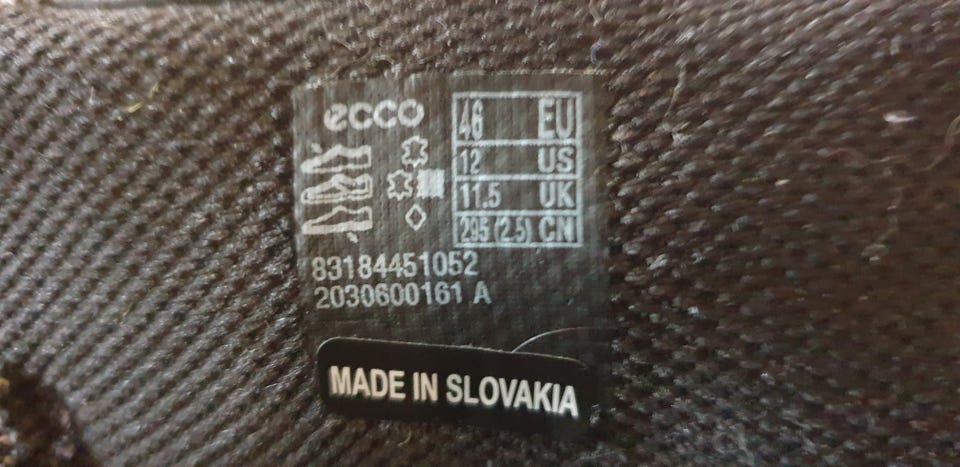 ecco
46 EU
12 US
11.5 UK
295 (2.5) CN
83184451052
2030600161 A
MADE IN SLOVAKIA